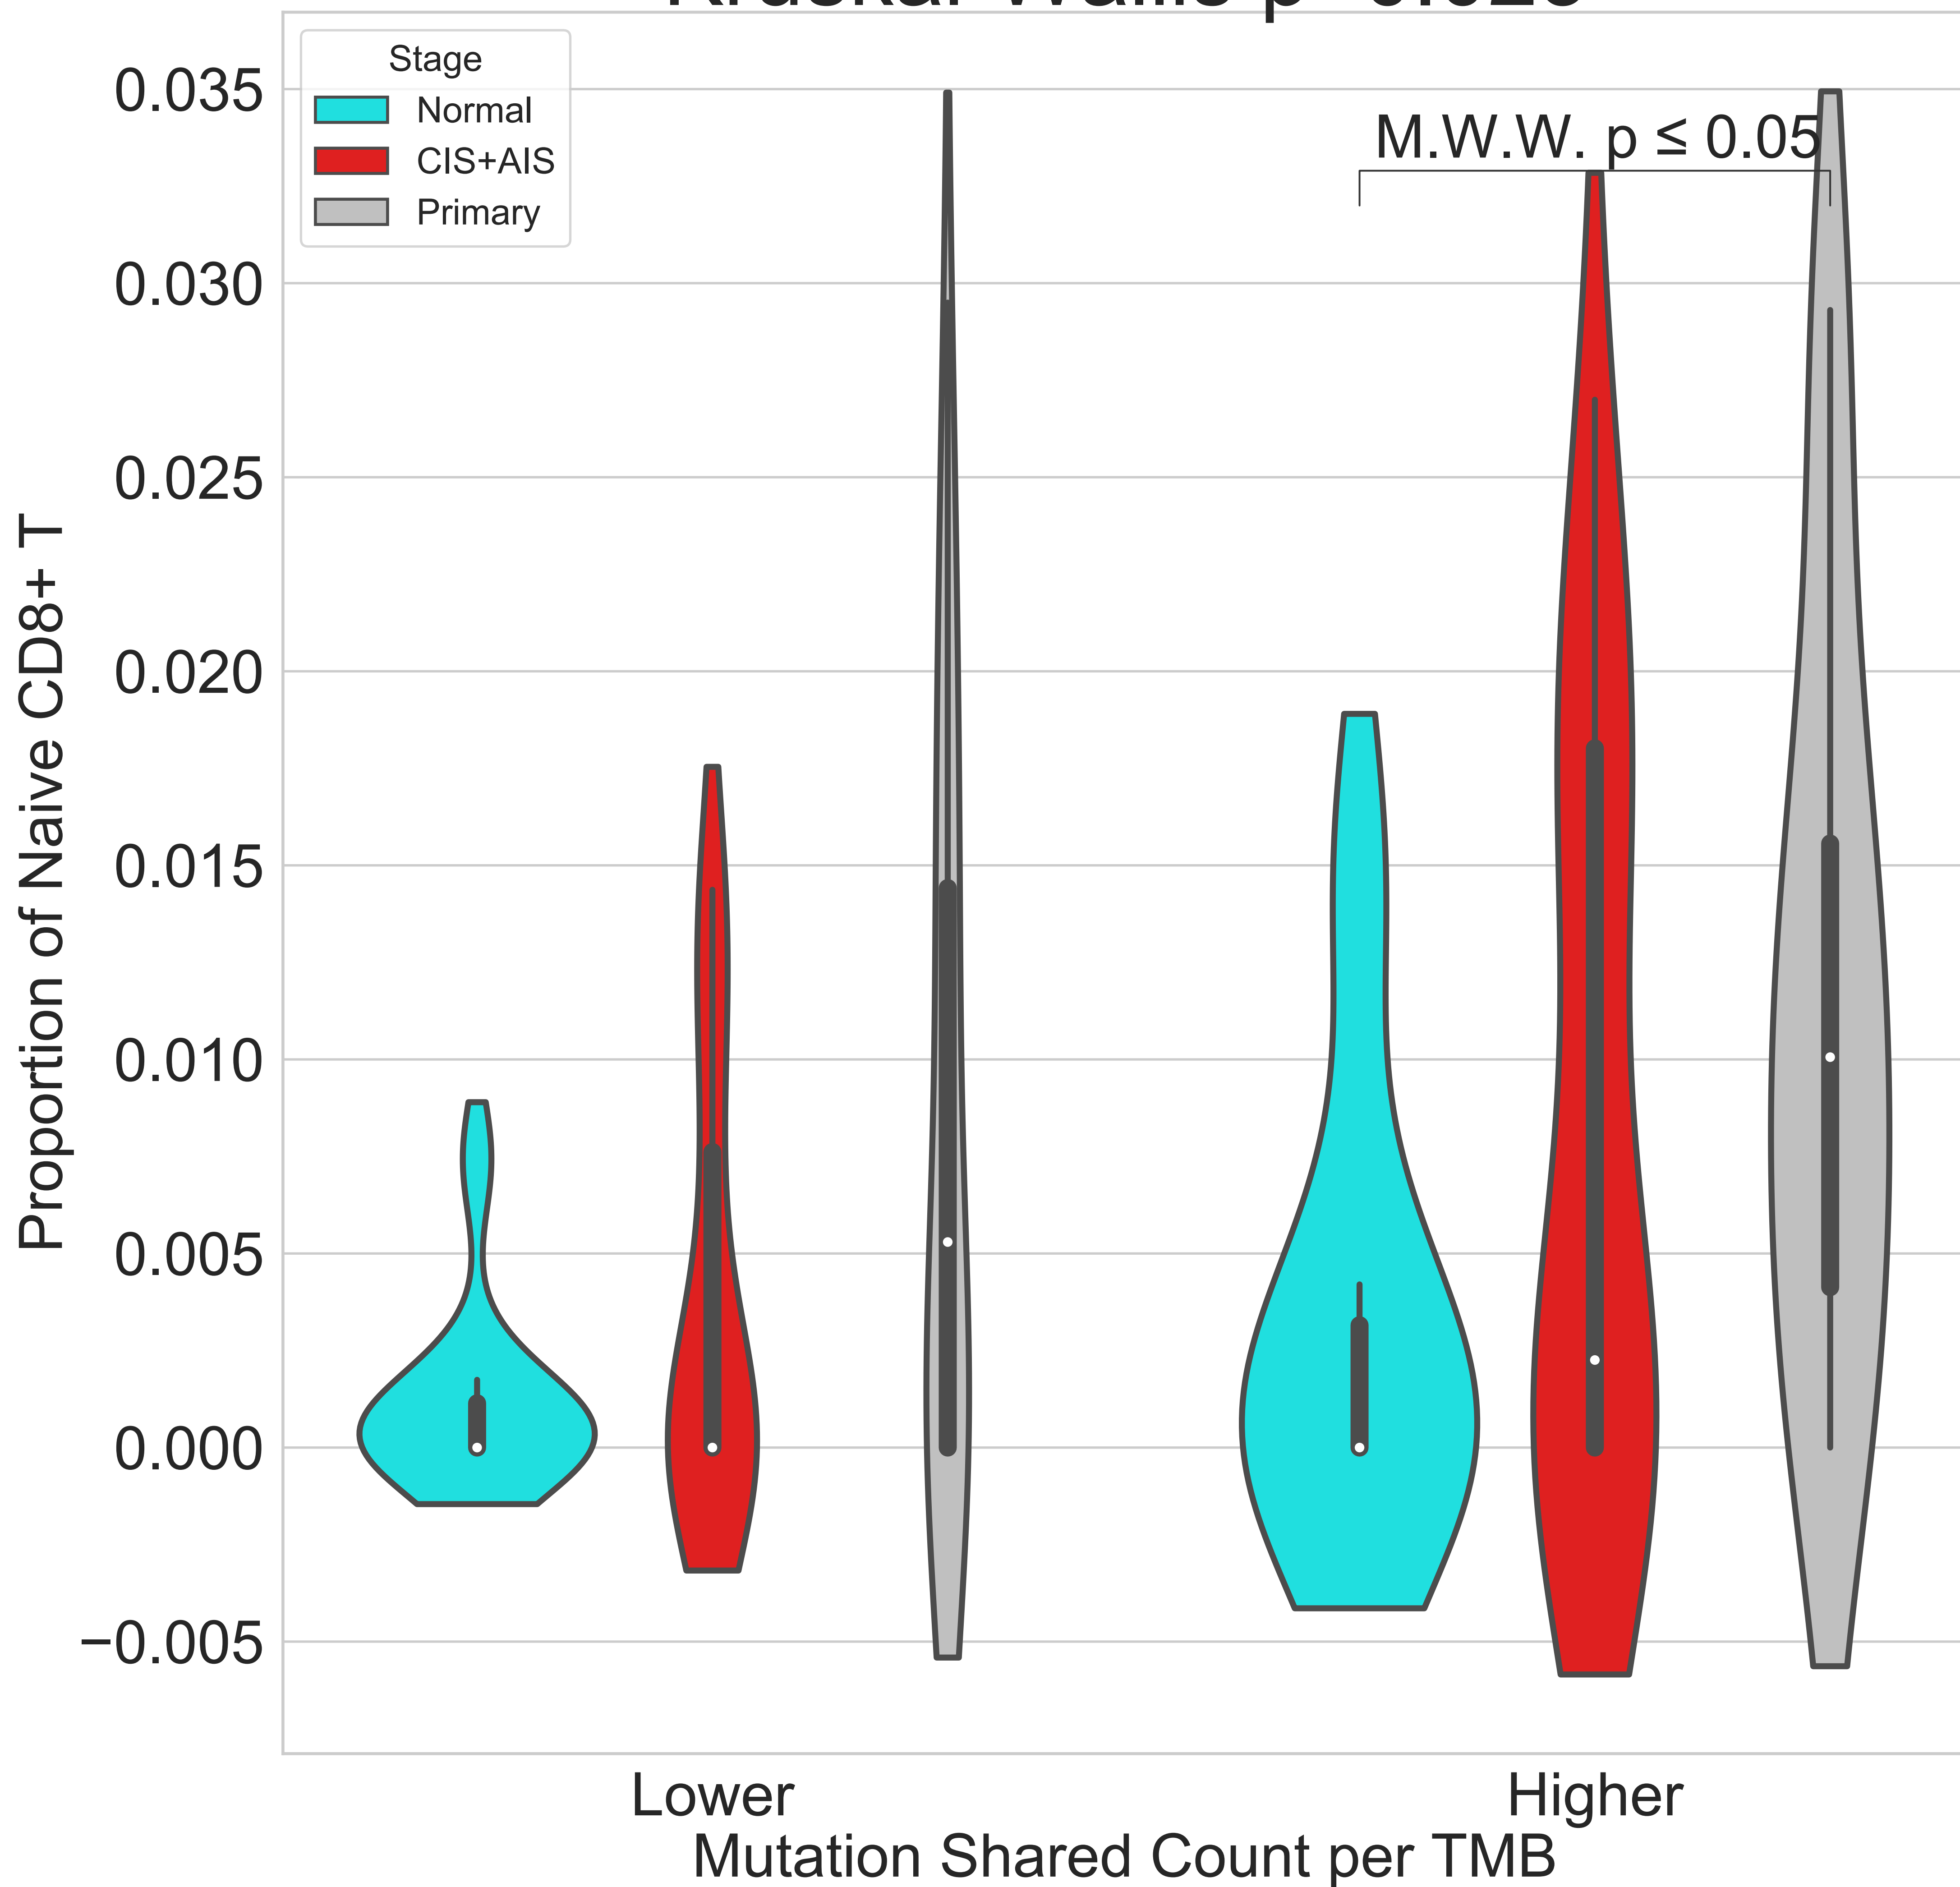 Stage
Normal
CIS+AIS
Primary
M.W.W. p ≤ 0.05
0.035
0.030
0.025
0.020
0.015
0.010
0.005
0.000
−0.005
Proportion of Naive CD8+ T
Lower
Higher
Mutation Shared Count per TMB